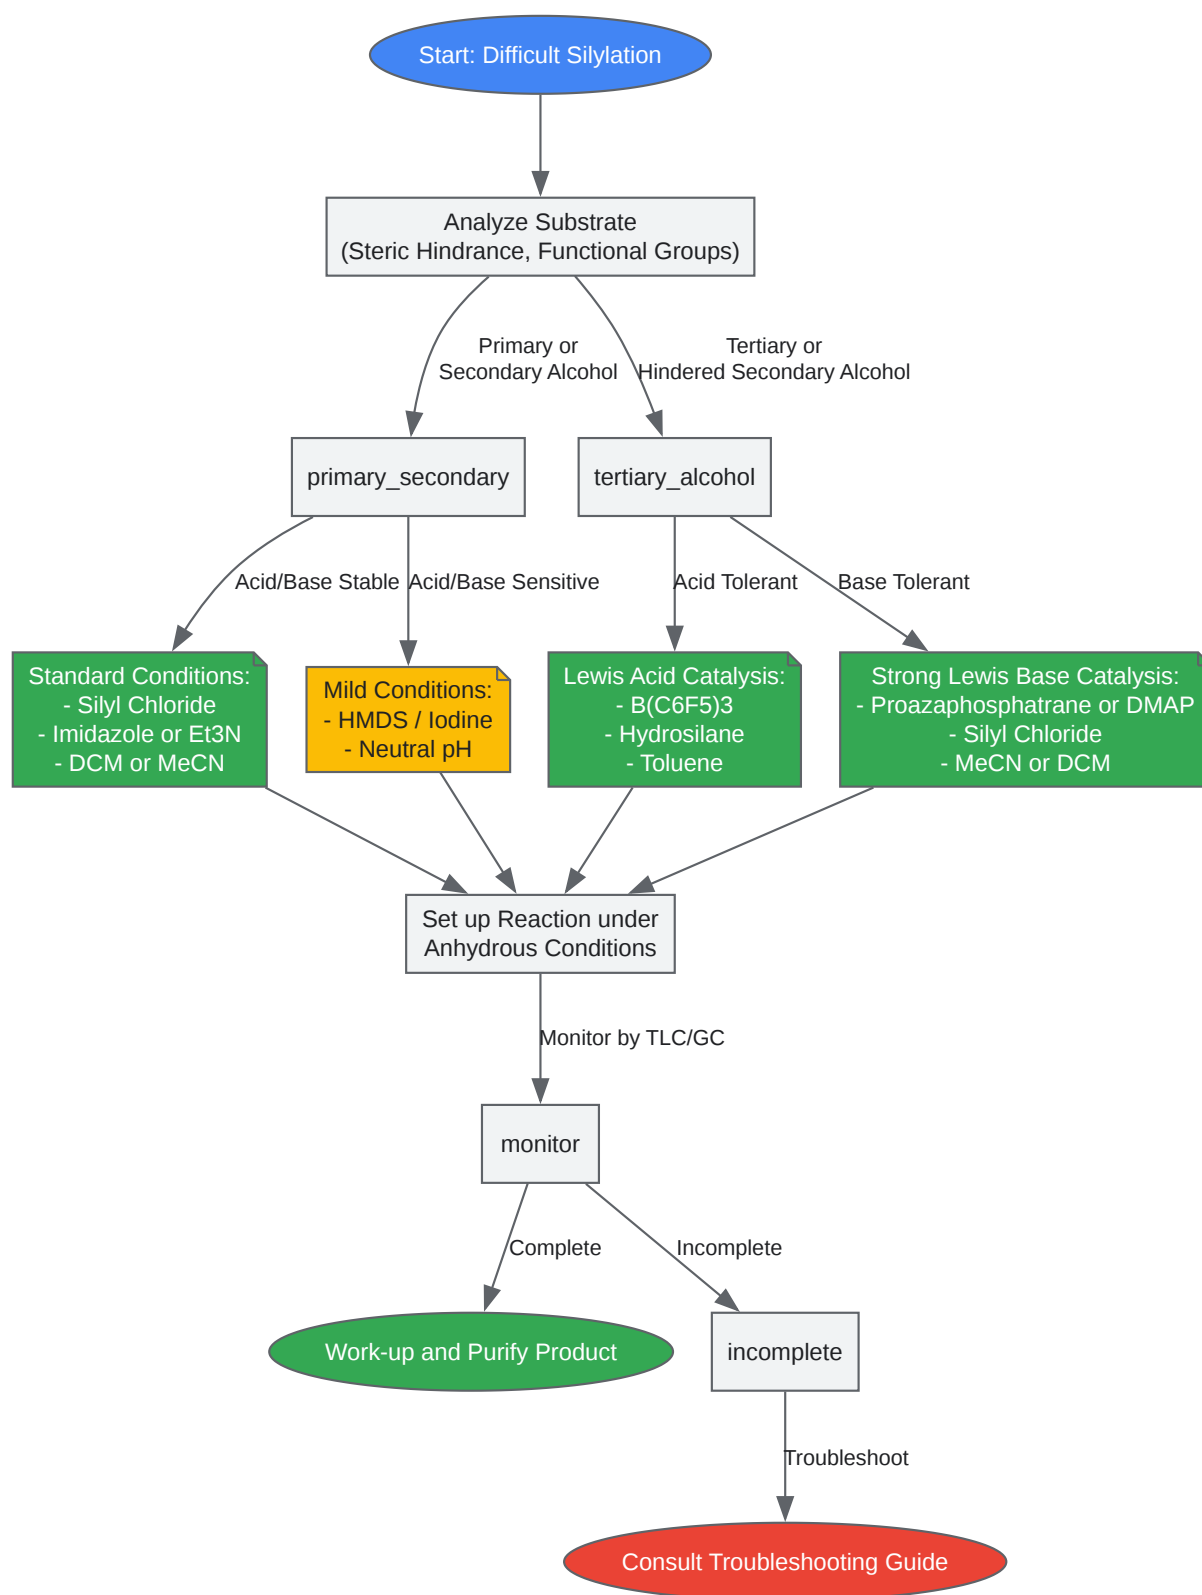 Start: Difficult Silylation
Analyze Substrate
(Steric Hindrance, Functional Groups)
Primary or
Secondary Alcohol
Tertiary or
Hindered Secondary Alcohol
primary_secondary
tertiary_alcohol
Acid/Base Stable
Acid/Base Sensitive
Acid Tolerant
Base Tolerant
Standard Conditions:
- Silyl Chloride
- Imidazole or Et3N
- DCM or MeCN
Mild Conditions:
- HMDS / Iodine
- Neutral pH
Lewis Acid Catalysis:
- B(C6F5)3
- Hydrosilane
- Toluene
Strong Lewis Base Catalysis:
- Proazaphosphatrane or DMAP
- Silyl Chloride
- MeCN or DCM
Set up Reaction under
Anhydrous Conditions
Monitor by TLC/GC
monitor
Complete
Incomplete
Work-up and Purify Product
incomplete
Troubleshoot
Consult Troubleshooting Guide